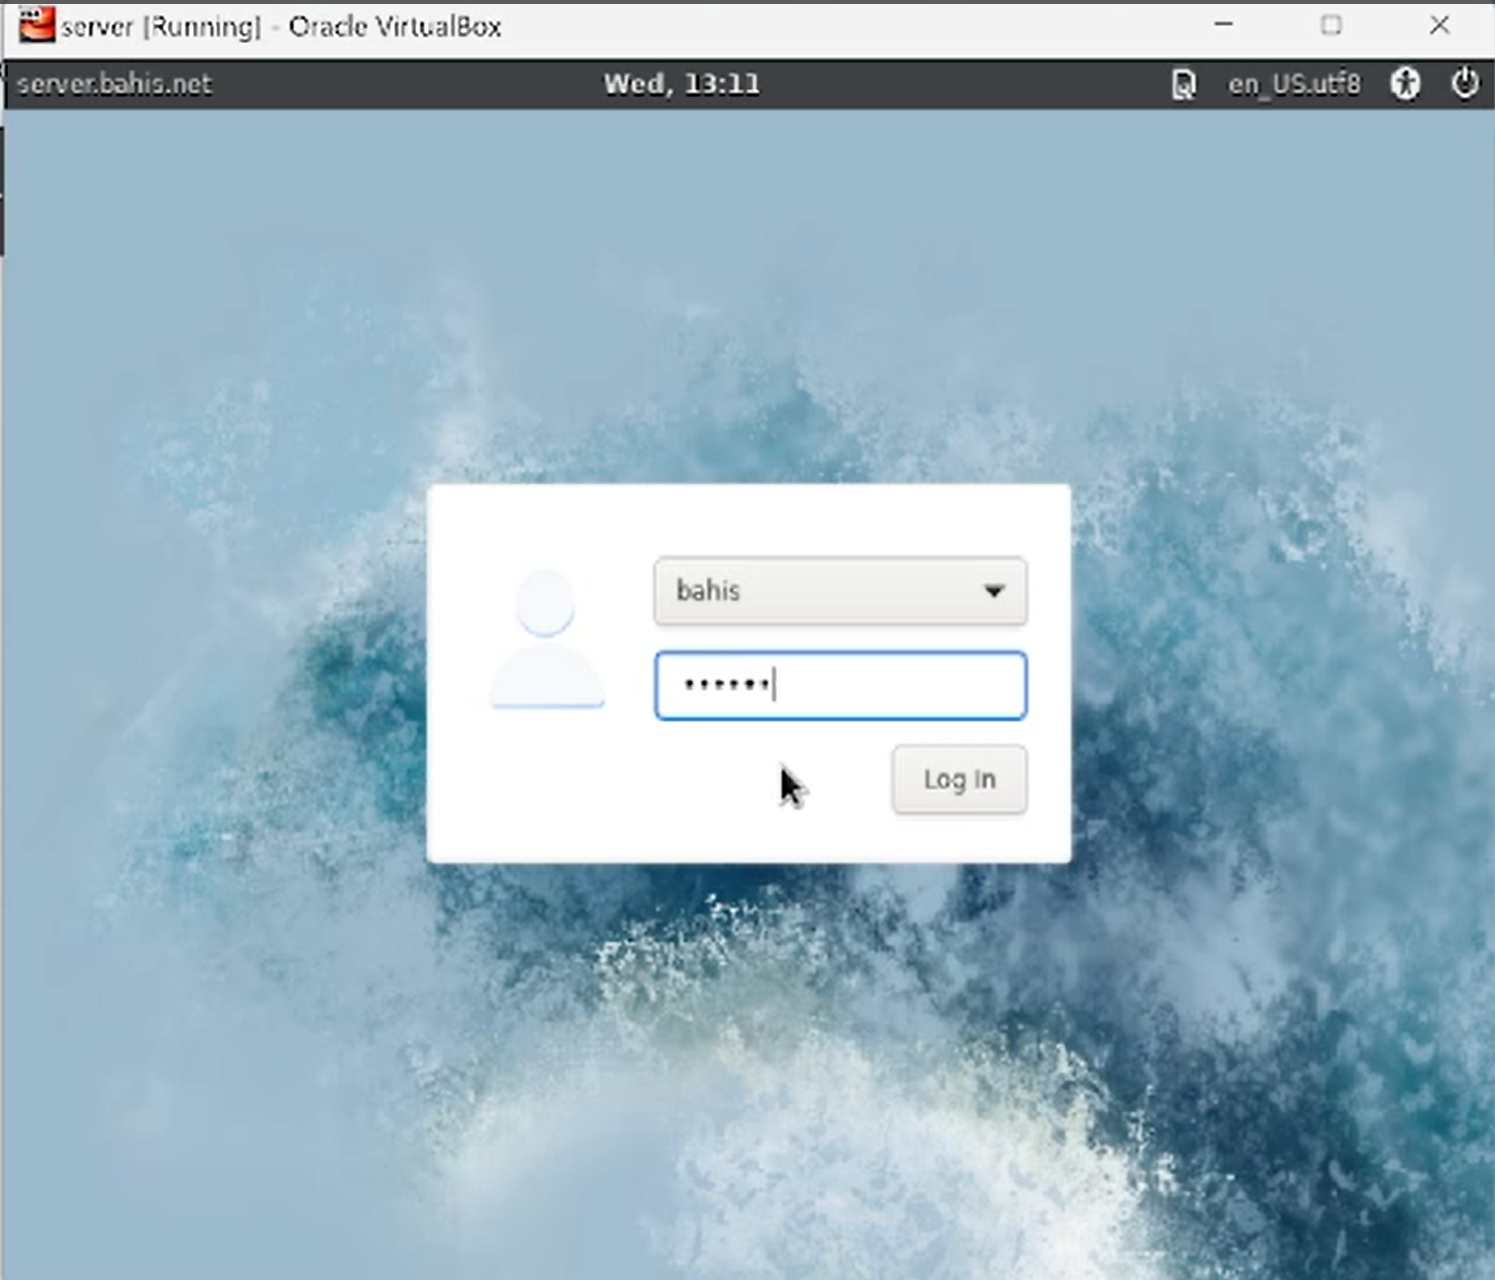 server [Running] - Oracle VirtualBox
server.bahis.net Wed, 13:11 en_US.utf8
bahis
Log In